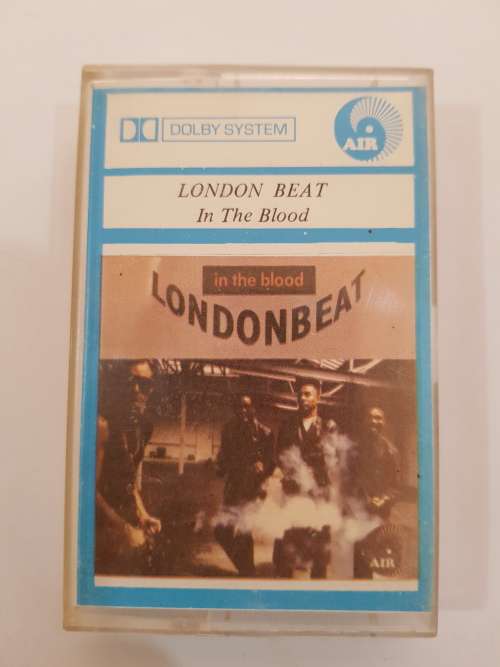 DOLBY SYSTEM
AIR
LONDON BEAT
In The Blood
in the blood
LONDONBEAT
AIR